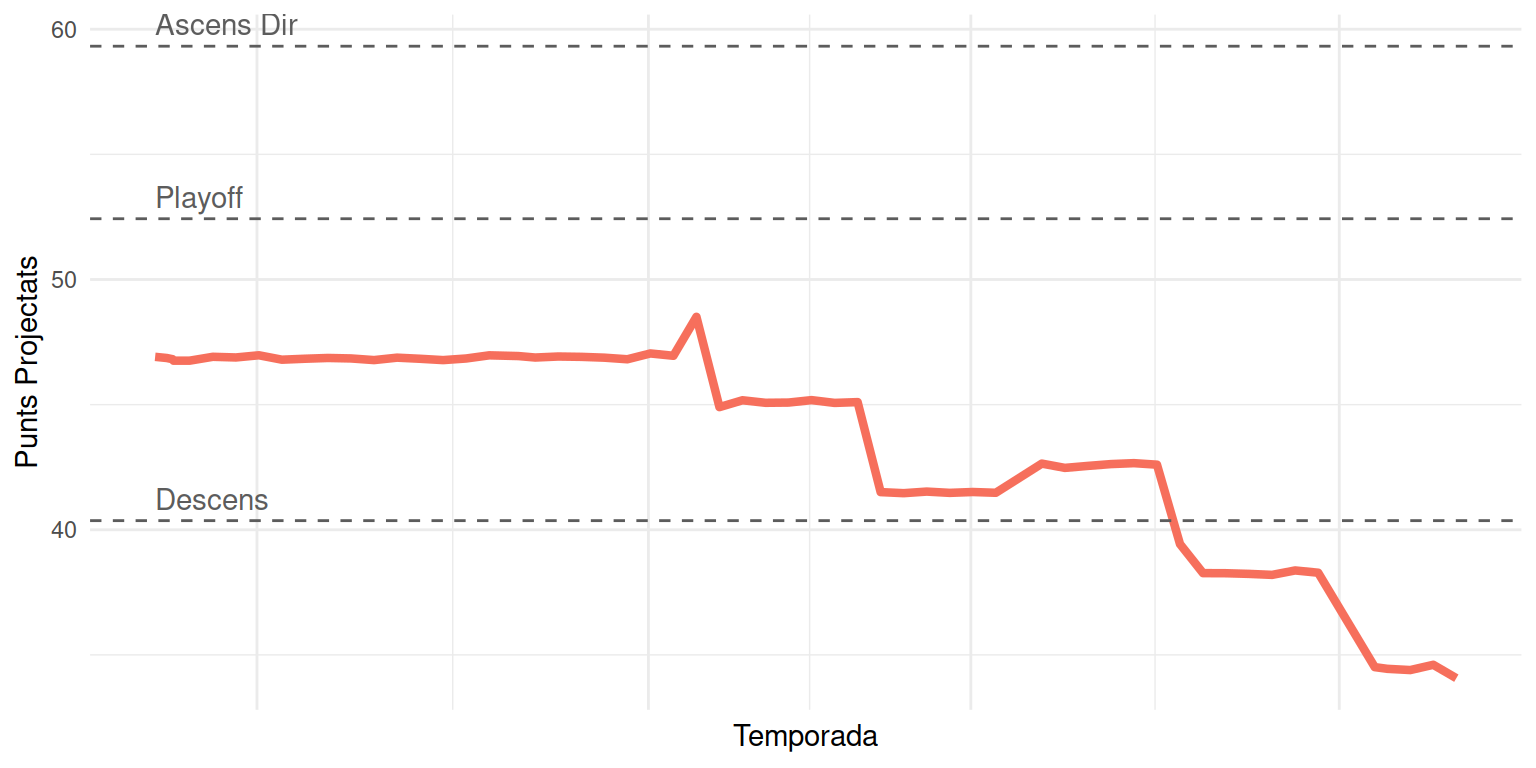 60
Ascens Dir
Playoff
50
Descens
40
Punts Projectats
Temporada